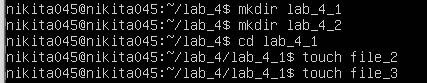 nikita045@nikita045:~/lab_4$ mkdir lab_4_1
nikita045@nikita045:~/lab_4$ mkdir lab_4_2
nikita045@nikita045:~/lab_4$ cd lab_4_1
nikita045@nikita045:~/lab_4/lab_4_1$ touch file_2
nikita045@nikita045:~/lab_4/lab_4_1$ touch file_3